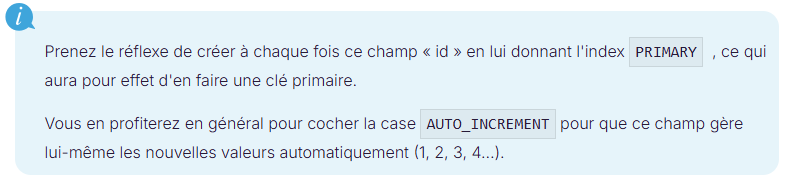 i
Prenez le réflexe de créer à chaque fois ce champ « id » en lui donnant l'index PRIMARY , ce qui
aura pour effet d'en faire une clé primaire.
Vous en profiterez en général pour cocher la case AUTO_INCREMENT pour que ce champ gère
lui-même les nouvelles valeurs automatiquement (1, 2, 3, 4…).